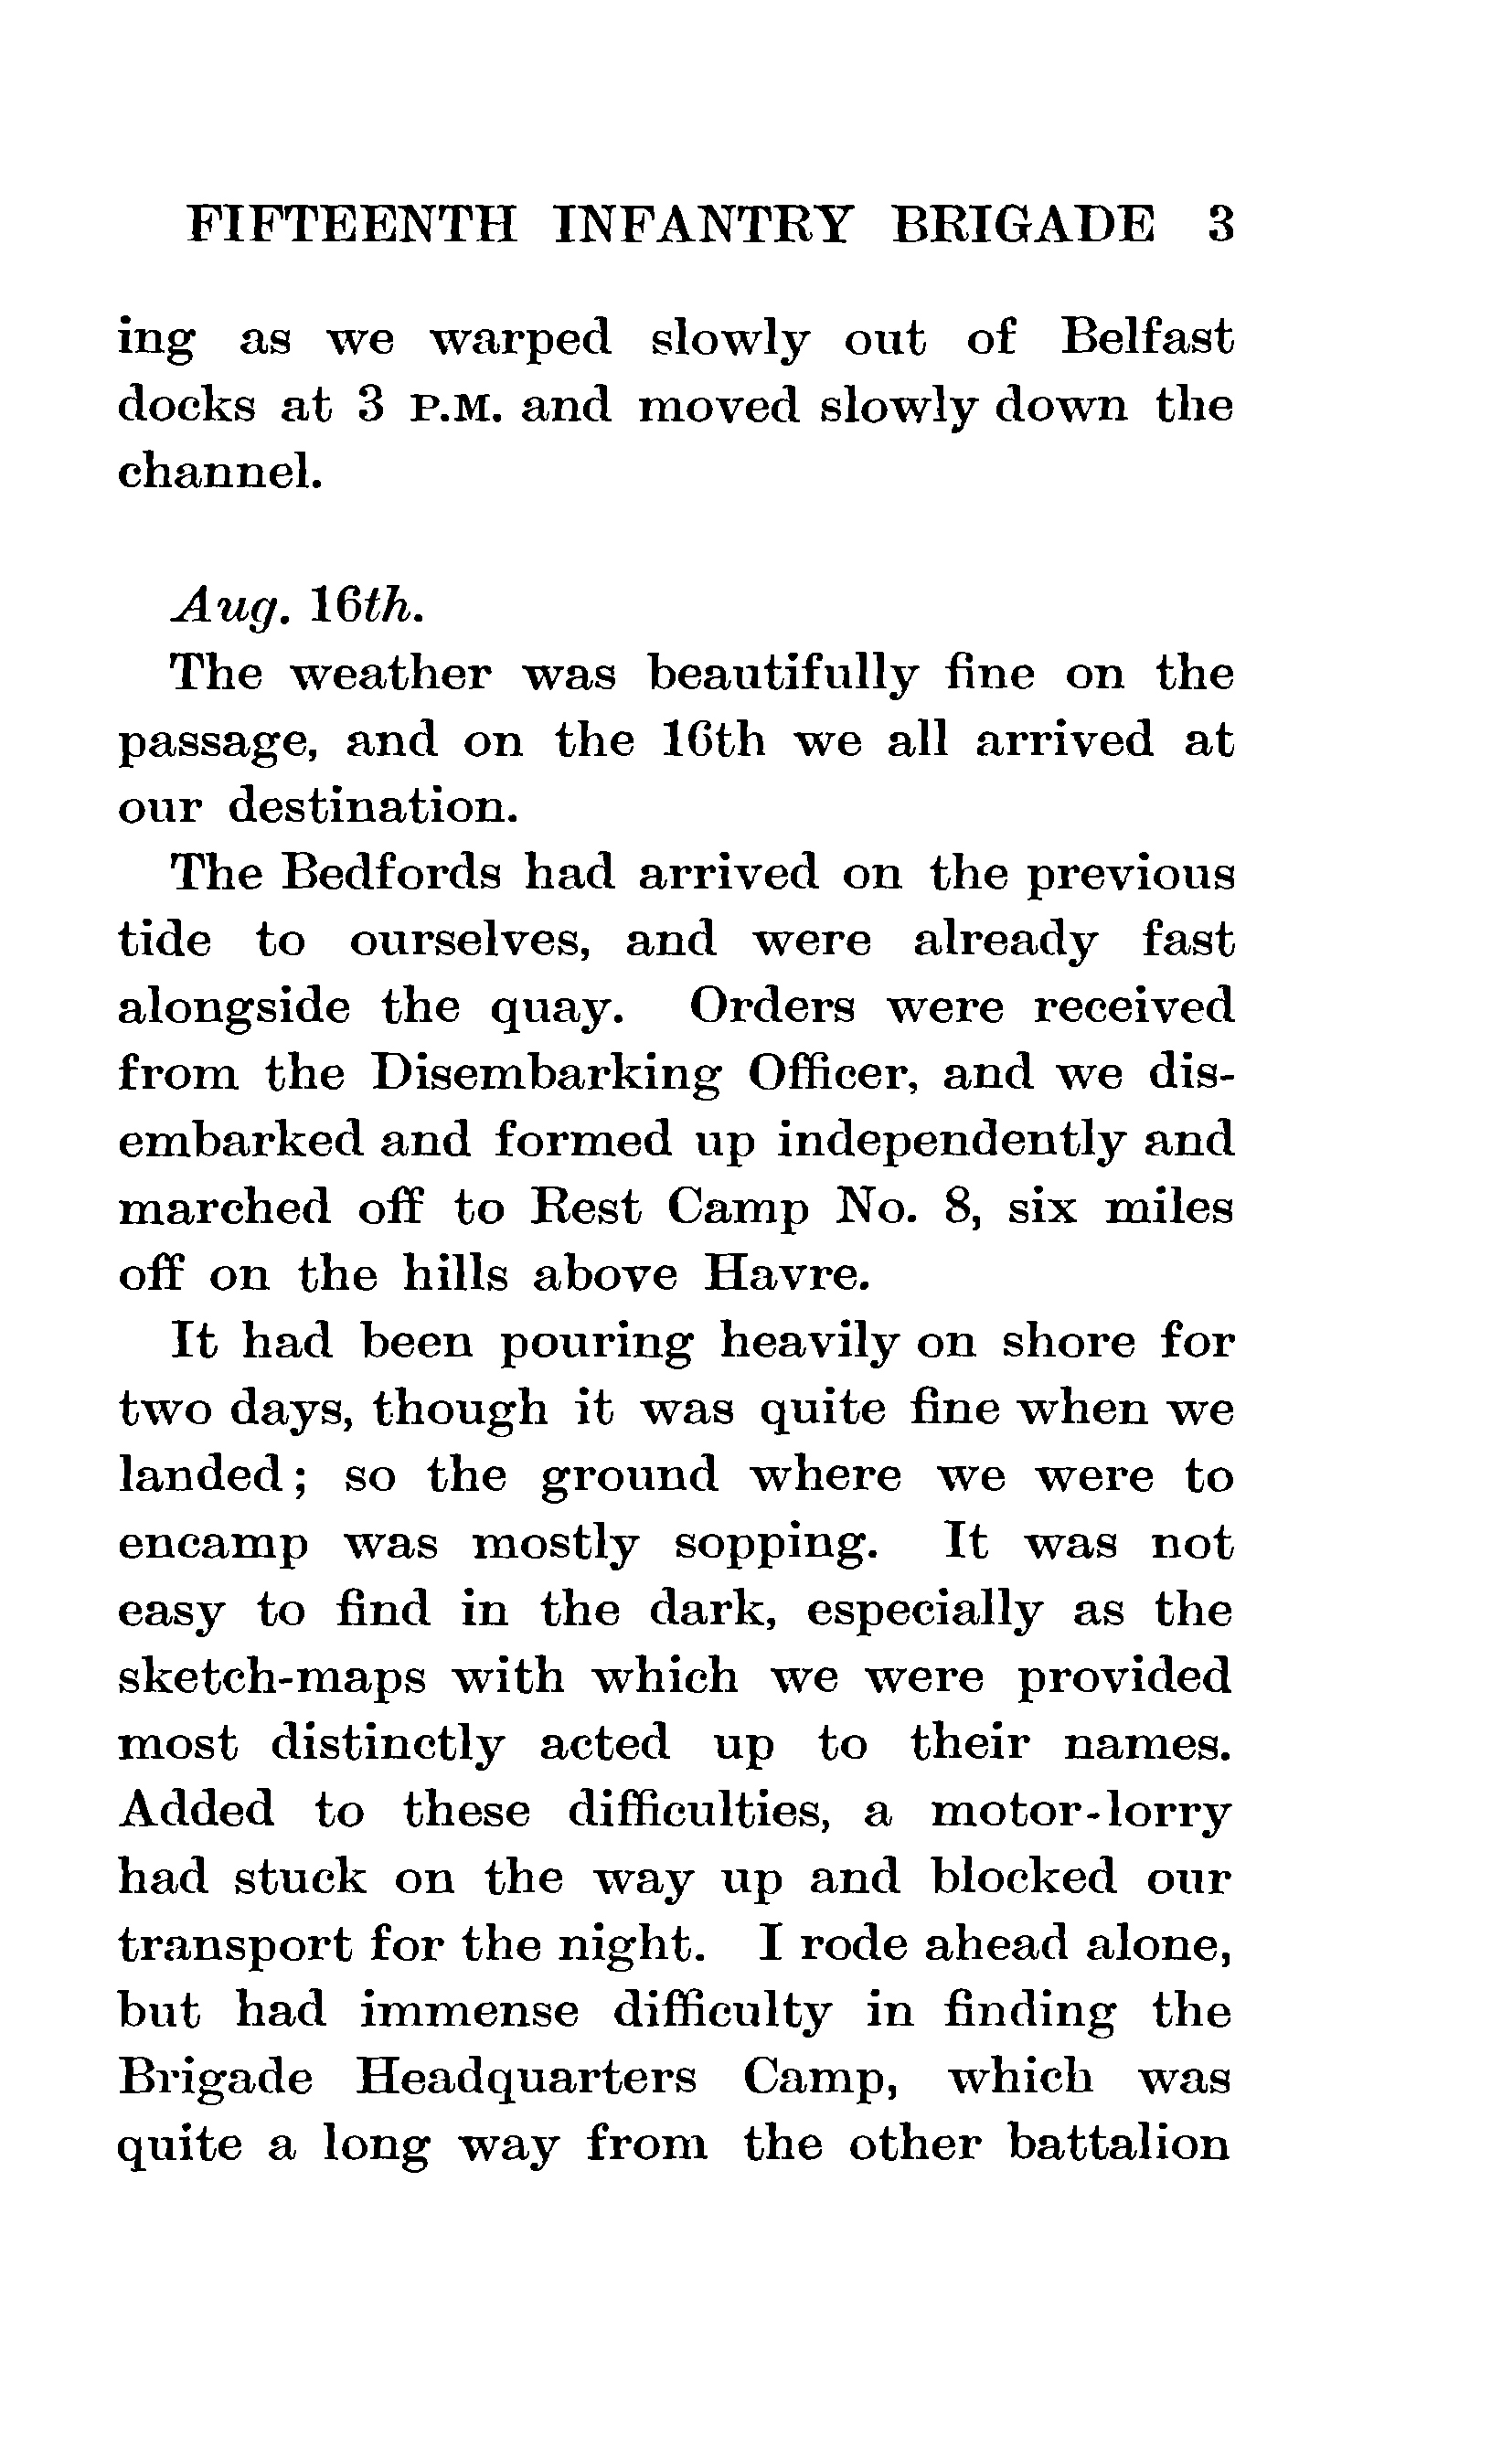 FIFTEENTH INFANTRY BRIGADE 3
ing as we warped slowly out of Belfast
docks at 3 P.M. and moved slowly down the
channel.
Aug. 16th.
The weather was beautifully fine on the
passage, and on the 16th we all arrived at
our destination.
The Bedfords had arrived on the previous
tide to ourselves, and were already fast
alongside the quay. Orders were received
from the Disembarking Officer, and we dis-
embarked and formed up independently and
marched off to Rest Camp No. 8, six miles
off on the hills above Havre.
It had been pouring heavily on shore for
two days, though it was quite fine when we
landed; so the ground where we were to
encamp was mostly sopping. It was not
easy to find in the dark, especially as the
sketch-maps with which we were provided
most distinctly acted up to their names.
Added to these difficulties, a motor-lorry
had stuck on the way up and blocked our
transport for the night. I rode ahead alone,
but had immense difficulty in finding the
Brigade Headquarters Camp, which was
quite a long way from the other battalion